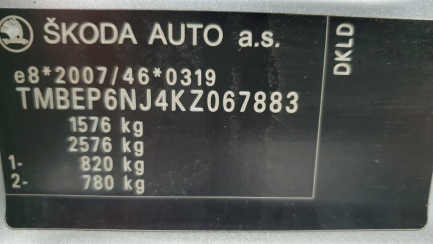 ŠKODA AUTO a.s.
e8*2007/46*0319
TMBEP6NJ4KZ067883
1576 kg
2576 kg
1- 820 kg
2- 780 kg
DKLD